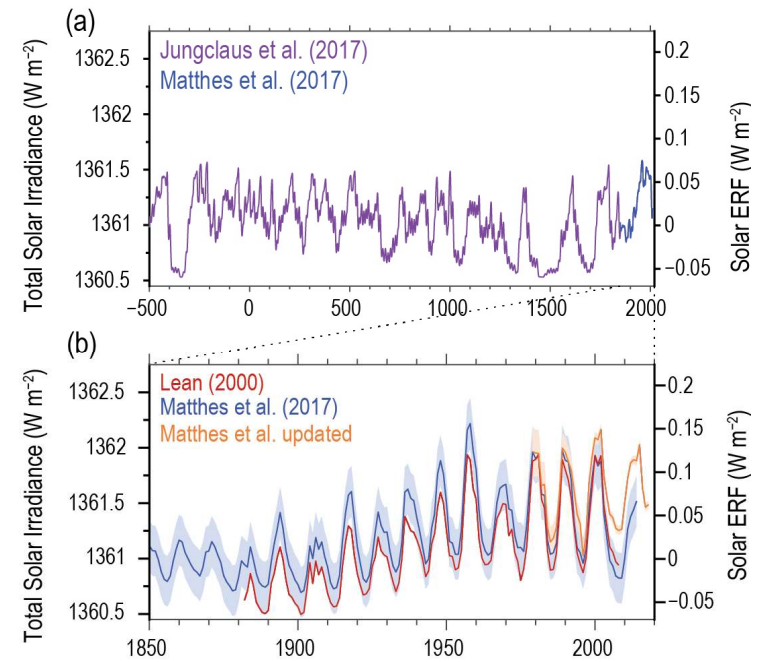 (a)
Total Solar Irradiance (W m⁻²)
1362.5
1362
1361.5
1361
1360.5
Jungclaus et al. (2017)
Matthes et al. (2017)
0.2
0.15
0.1
0.05
0
−0.05
Solar ERF (W m⁻²)
−500 0 500 1000 1500 2000
(b)
Total Solar Irradiance (W m⁻²)
1362.5
1362
1361.5
1361
1360.5
Lean (2000)
Matthes et al. (2017)
Matthes et al. updated
0.2
0.15
0.1
0.05
0
−0.05
Solar ERF (W m⁻²)
1850 1900 1950 2000